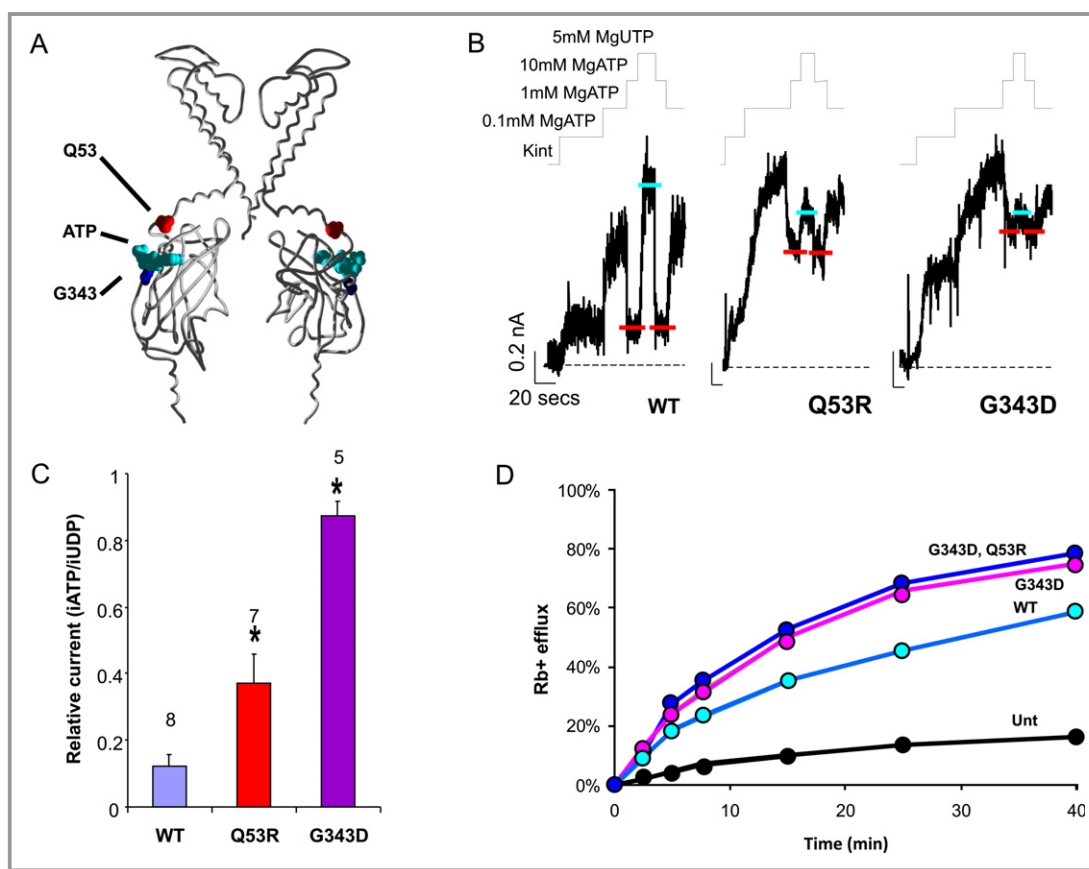 A
Q53
ATP
G343
B
5mM MgUTP
10mM MgATP
1mM MgATP
0.1mM MgATP
Kint
0.2 nA
20 secs
WT
Q53R
G343D
C
Relative current (iATP/iUDP)
1
0.8
0.6
0.4
0.2
0
8
7
*
5
*
WT
Q53R
G343D
D
Rb+ efflux
100%
80%
60%
40%
20%
0%
G343D, Q53R
G343D
WT
Unt
0
10
20
30
40
Time (min)